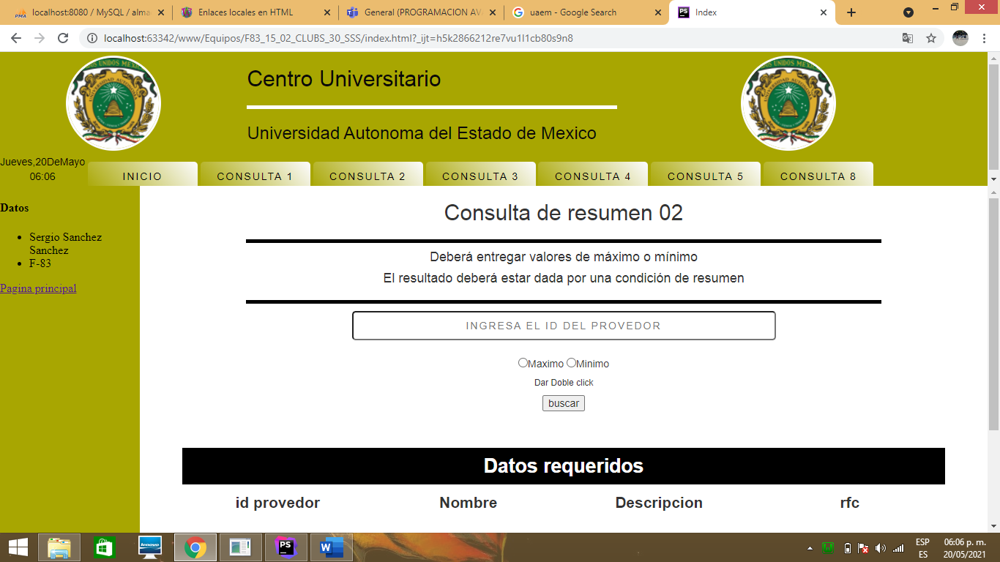 localhost:8080 / MySQL / alma
Enlaces locales en HTML
General (PROGRAMACION AV
uaem - Google Search
Index
localhost:63342/www/Equipos/F83_15_02_CLUBS_30_SSS/index.html?_ijt=h5k2866212re7vu1l1cb80s9n8
Centro Universitario
Universidad Autonoma del Estado de Mexico
Jueves,20DeMayo
06:06
INICIO
CONSULTA 1
CONSULTA 2
CONSULTA 3
CONSULTA 4
CONSULTA 5
CONSULTA 8
Datos
Sergio Sanchez
Sanchez
F-83
Pagina principal
Consulta de resumen 02
Deberá entregar valores de máximo o mínimo
El resultado deberá estar dada por una condición de resumen
INGRESA EL ID DEL PROVEDOR
Maximo Minimo
Dar Doble click
buscar
Datos requeridos
id provedor Nombre Descripcion rfc
lenovo
PS
W
ESP
ES
06:06 p. m.
20/05/2021